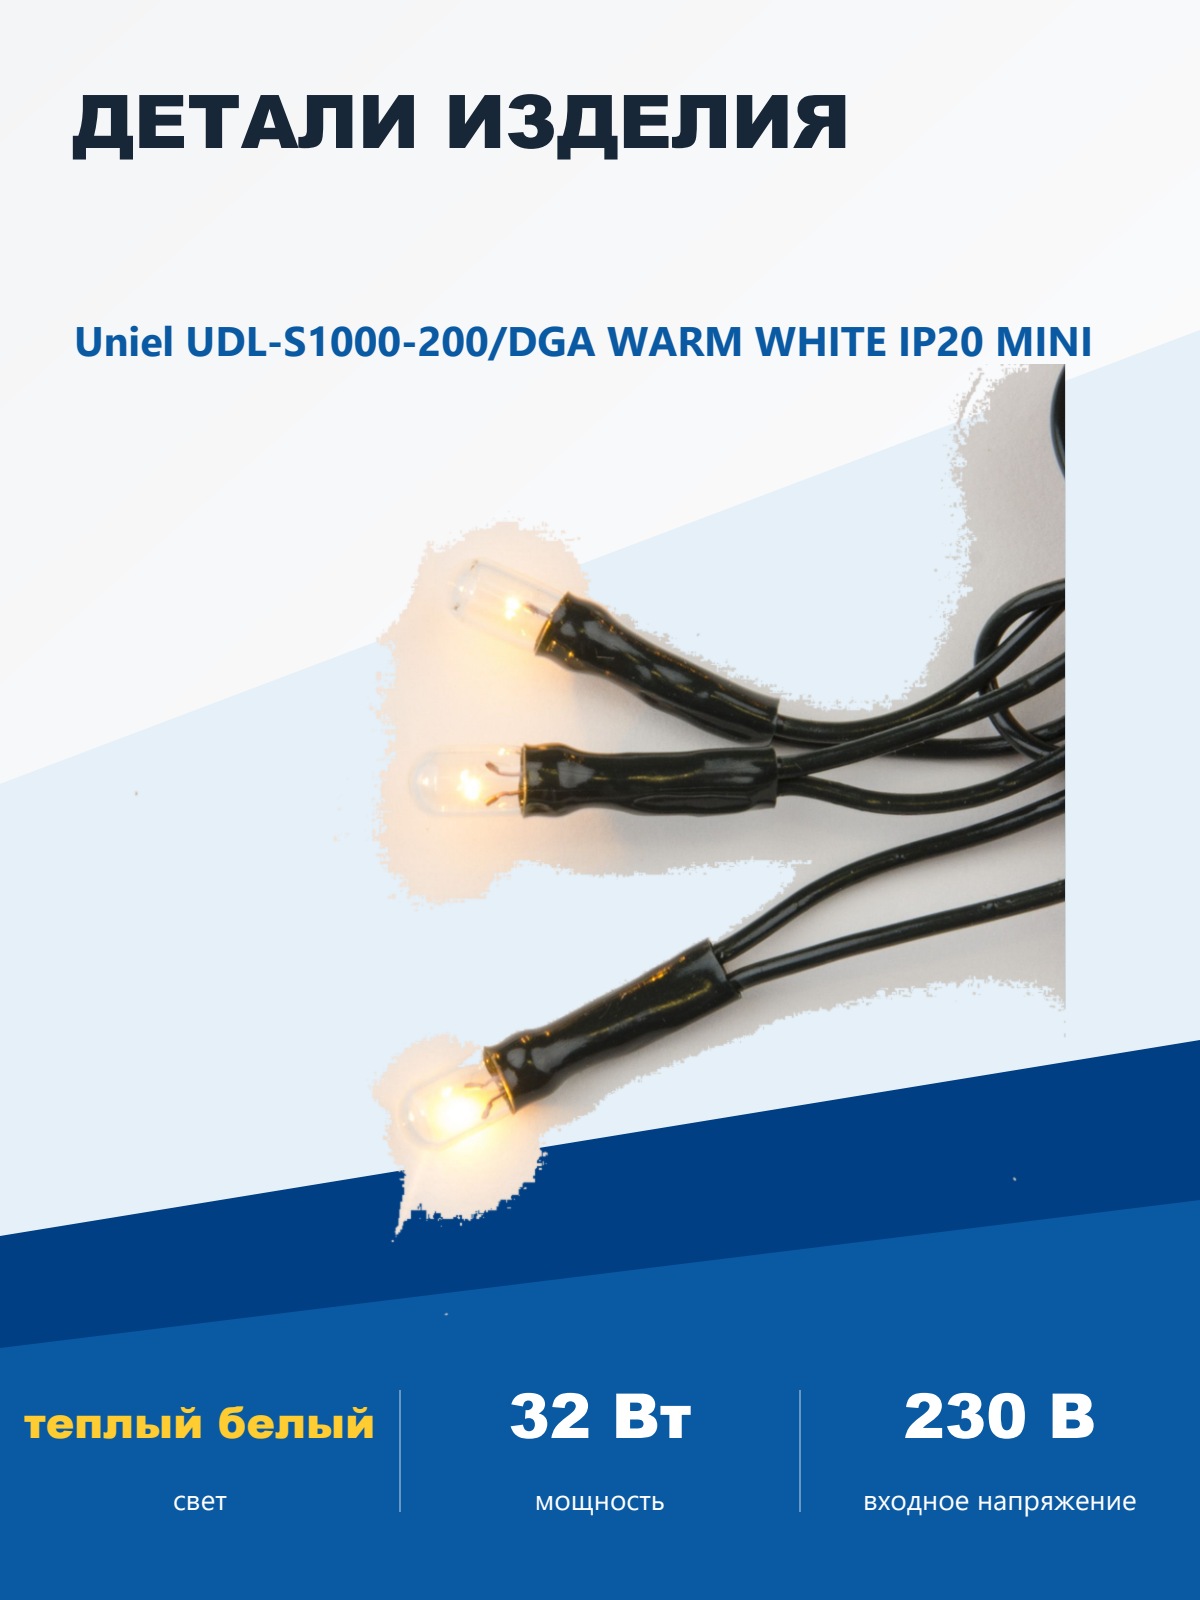 ДЕТАЛИ ИЗДЕЛИЯ
Uniel UDL-S1000-200/DGA WARM WHITE IP20 MINI
теплый белый
свет
32 Вт
мощность
230 В
входное напряжение